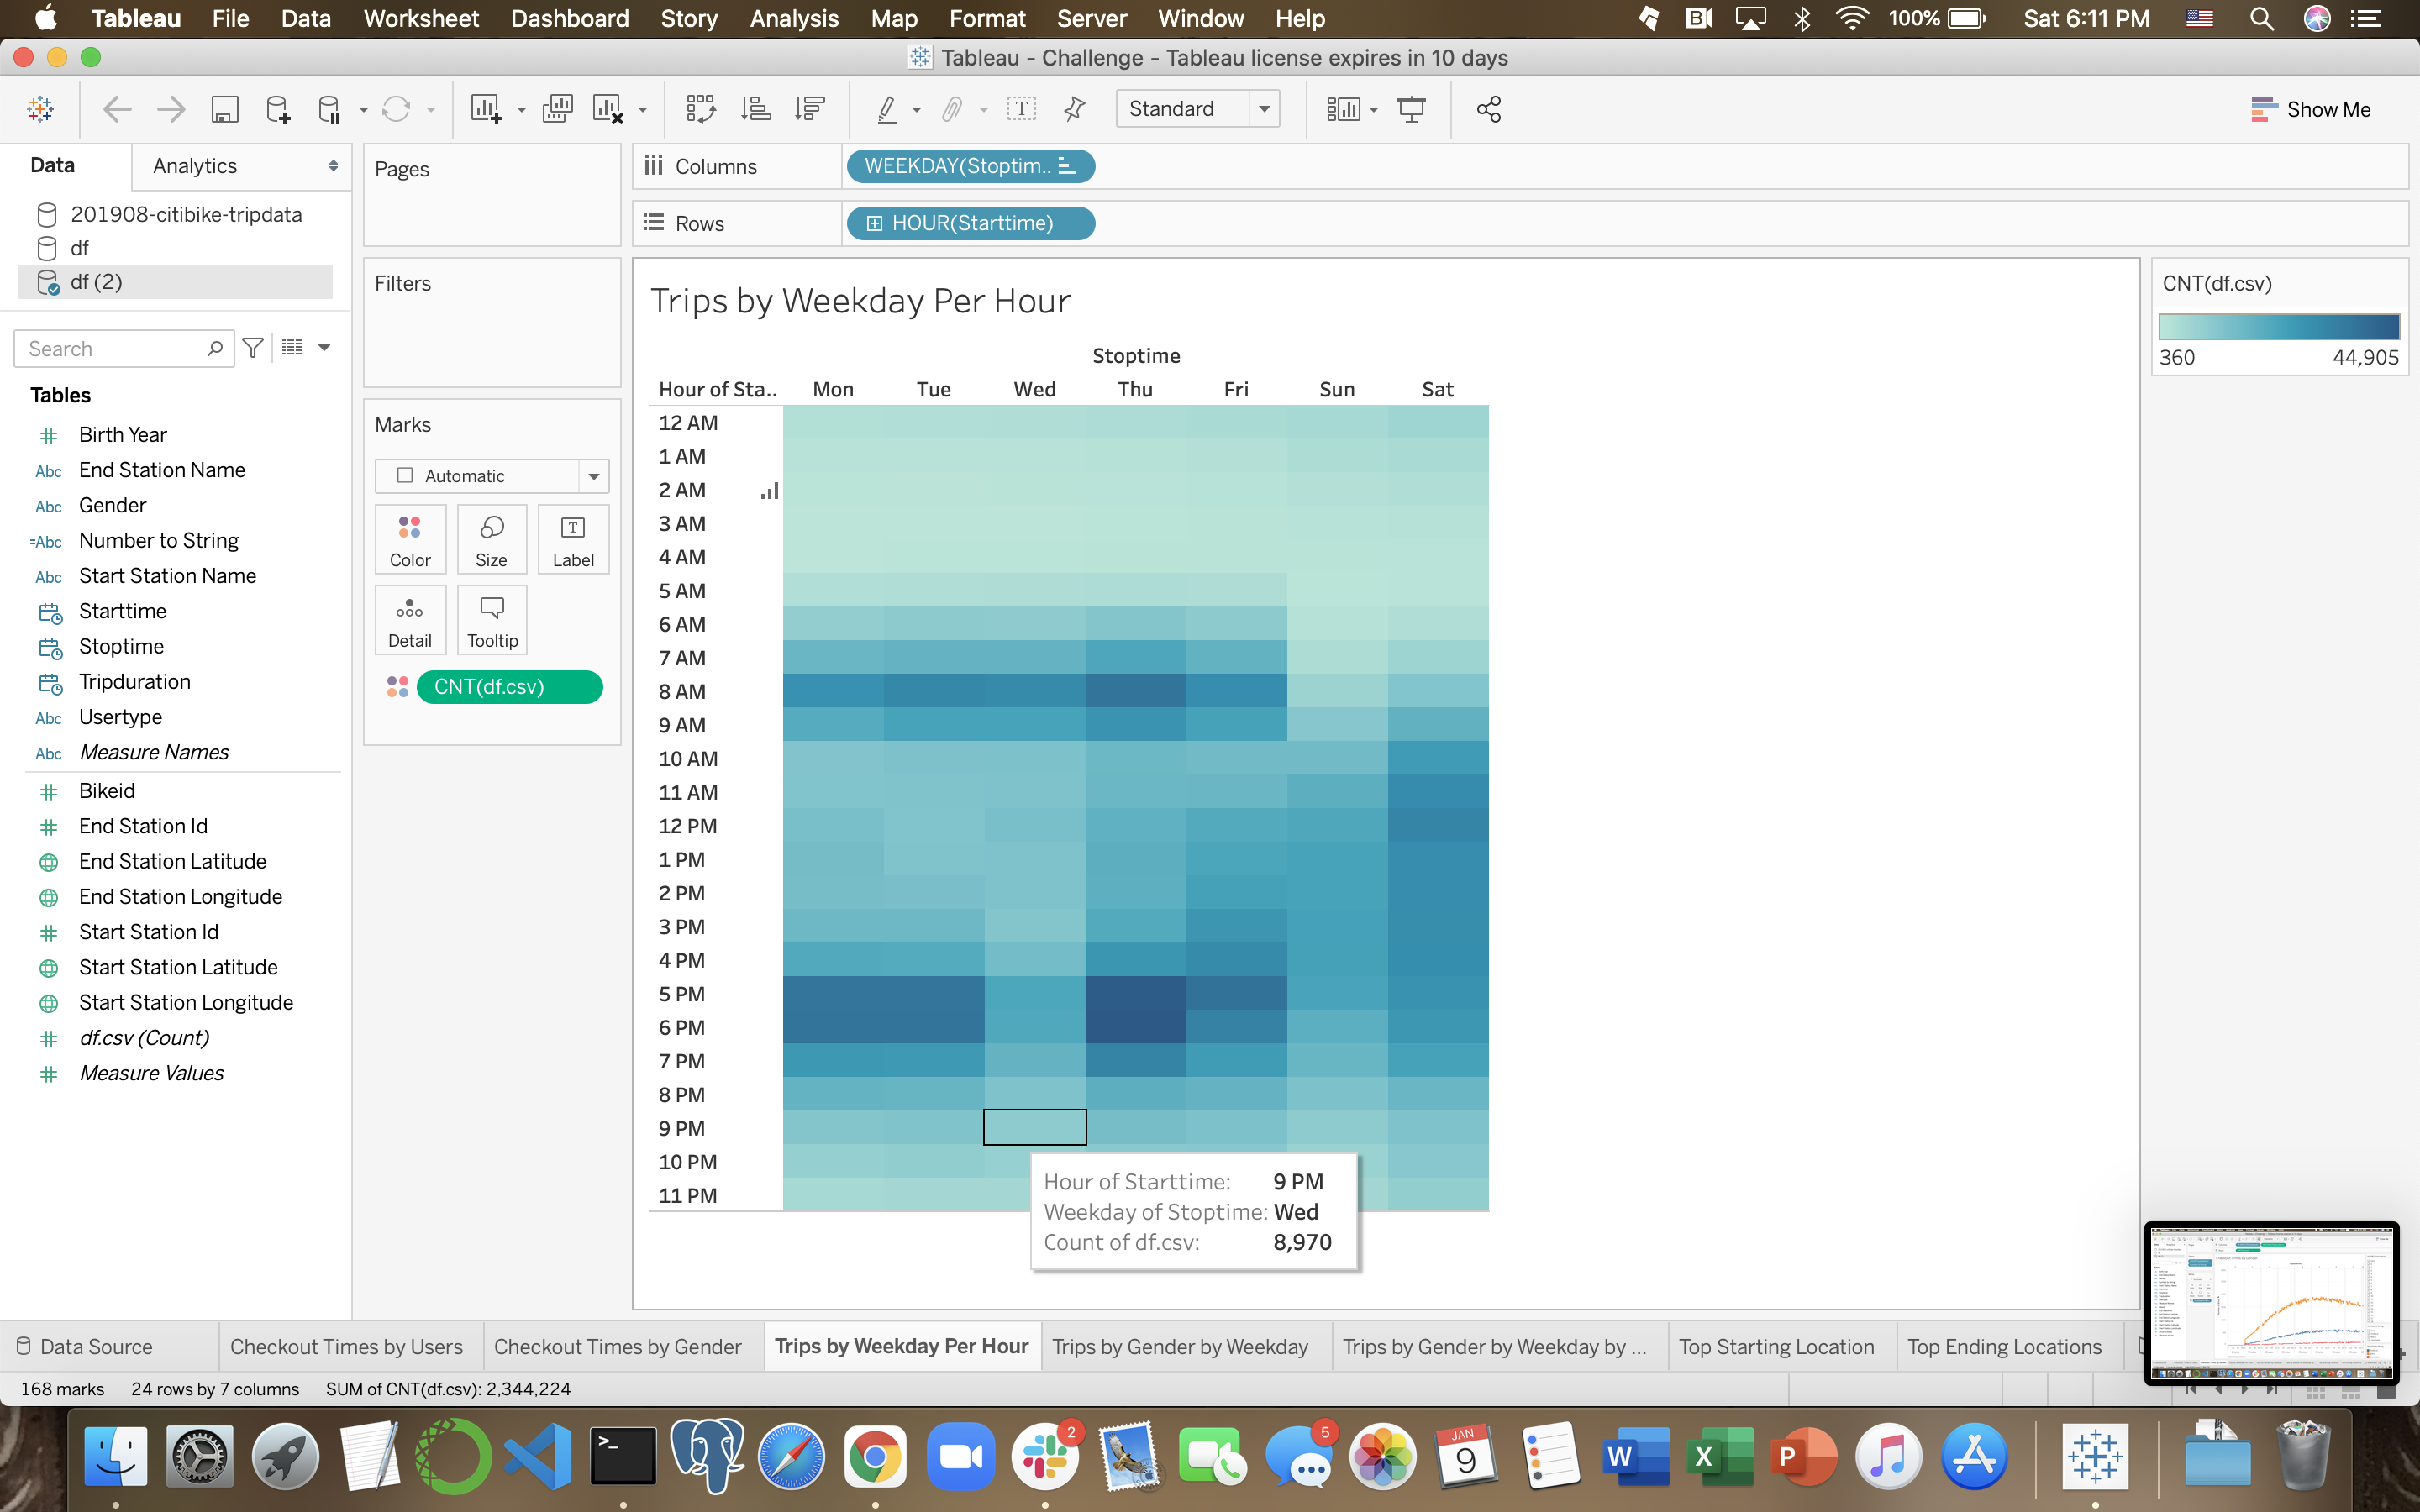 Tableau File Data Worksheet Dashboard Story Analysis Map Format Server Window Help 100% Sat 6:11 PM
Tableau - Challenge - Tableau license expires in 10 days
Standard
Show Me
Data
Analytics
201908-citibike-tripdata
df
df (2)
Search
Tables
Birth Year
Abc End Station Name
Abc Gender
=Abc Number to String
Abc Start Station Name
Starttime
Stoptime
Tripduration
Abc Usertype
Abc Measure Names
Bikeid
End Station Id
End Station Latitude
End Station Longitude
Start Station Id
Start Station Latitude
Start Station Longitude
df.csv (Count)
Measure Values
Pages
Filters
Marks
Automatic
Color Size Label
Detail Tooltip
CNT(df.csv)
Columns WEEKDAY(Stoptim..
Rows HOUR(Starttime)
Trips by Weekday Per Hour
Stoptime
Hour of Sta.. Mon Tue Wed Thu Fri Sun Sat
12 AM
1 AM
2 AM
3 AM
4 AM
5 AM
6 AM
7 AM
8 AM
9 AM
10 AM
11 AM
12 PM
1 PM
2 PM
3 PM
4 PM
5 PM
6 PM
7 PM
8 PM
9 PM
10 PM
11 PM
Hour of Starttime: 9 PM
Weekday of Stoptime: Wed
Count of df.csv: 8,970
CNT(df.csv)
360 44,905
Data Source Checkout Times by Users Checkout Times by Gender Trips by Weekday Per Hour Trips by Gender by Weekday Trips by Gender by Weekday by ... Top Starting Location Top Ending Locations
168 marks 24 rows by 7 columns SUM of CNT(df.csv): 2,344,224
2
5
JAN
9
W
X
P